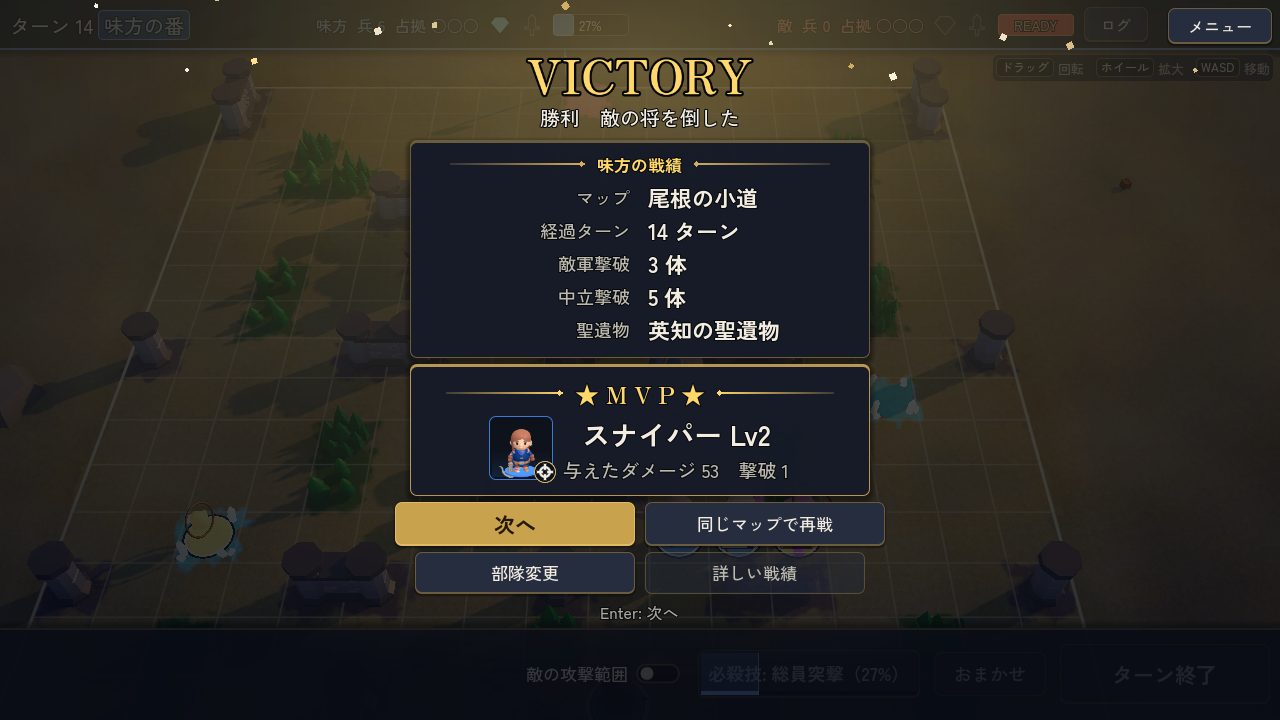 ターン 14 味方の番 味方 兵 6 占拠 27% 敵 兵 0 占拠 READY ログ メニュー
ドラッグ 回転 ホイール 拡大 WASD 移動
VICTORY
勝利 敵の将を倒した
味方の戦績
マップ 尾根の小道
経過ターン 14 ターン
敵軍撃破 3 体
中立撃破 5 体
聖遺物 英知の聖遺物
★ MVP ★
スナイパー Lv2
与えたダメージ 53 撃破 1
次へ 同じマップで再戦
部隊変更 詳しい戦績
Enter: 次へ
敵の攻撃範囲 必殺技: 総員突撃（27%） おまかせ ターン終了